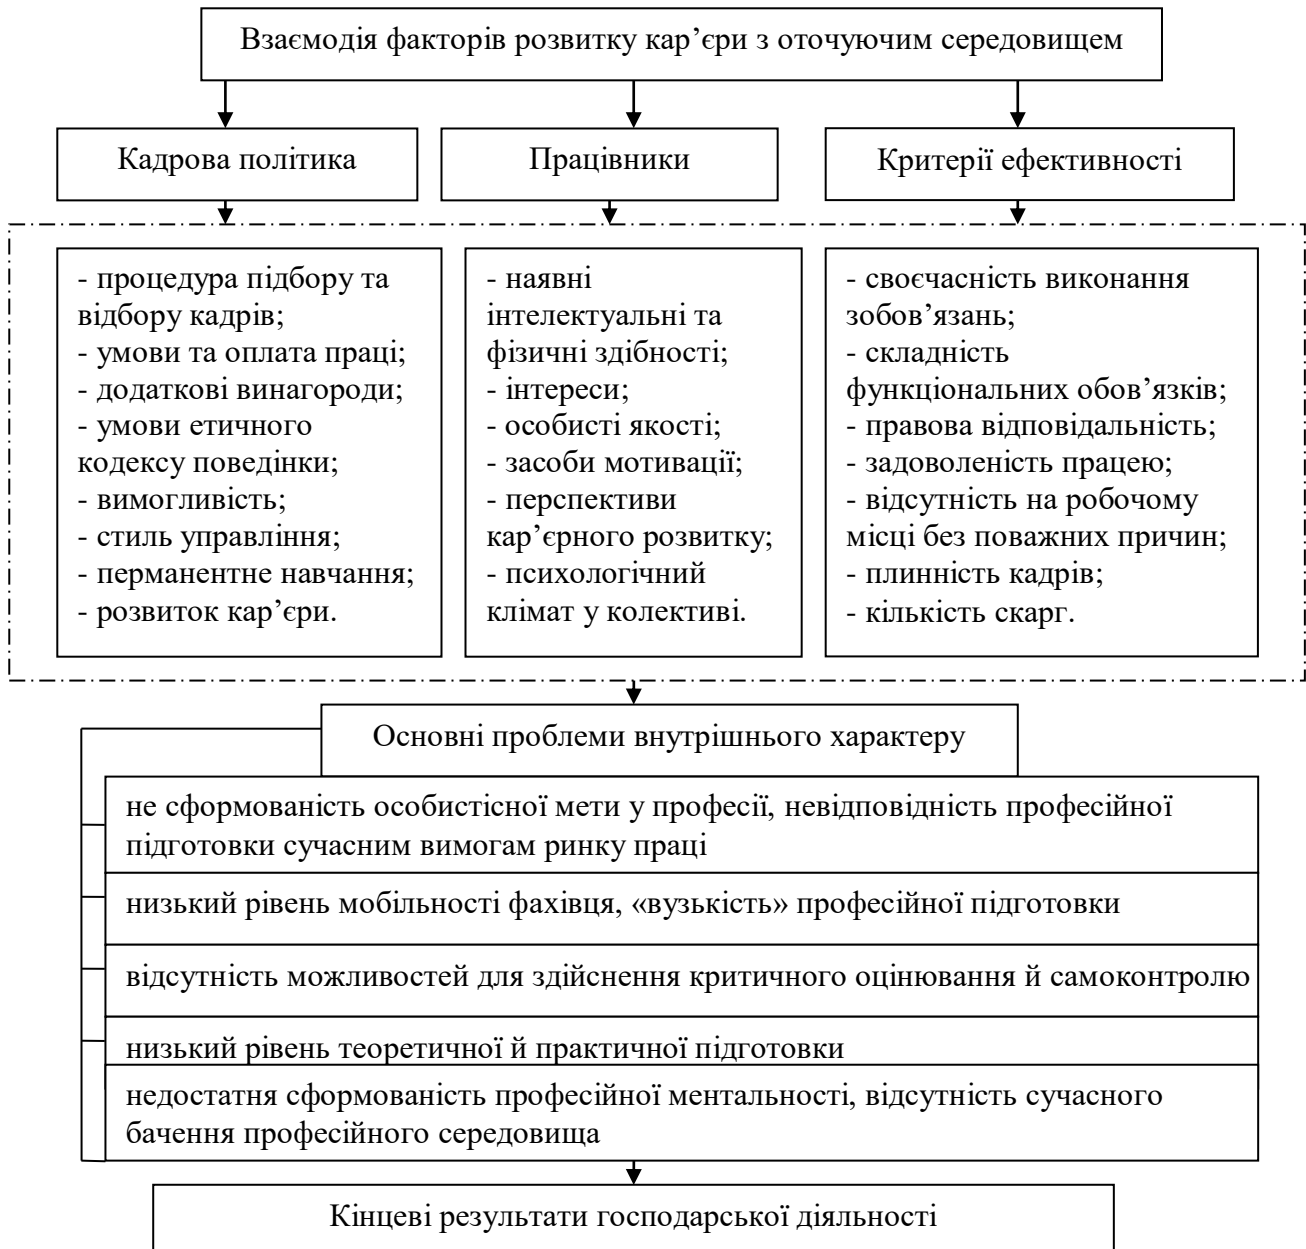 Взаємодія факторів розвитку кар’єри з оточуючим середовищем
Кадрова політика
Працівники
Критерії ефективності
- процедура підбору та
відбору кадрів;
- умови та оплата праці;
- додаткові винагороди;
- умови етичного
кодексу поведінки;
- вимогливість;
- стиль управління;
- перманентне навчання;
- розвиток кар’єри.
- наявні
інтелектуальні та
фізичні здібності;
- інтереси;
- особисті якості;
- засоби мотивації;
- перспективи
кар’єрного розвитку;
- психологічний
клімат у колективі.
- своєчасність виконання
зобов’язань;
- складність
функціональних обов’язків;
- правова відповідальність;
- задоволеність працею;
- відсутність на робочому
місці без поважних причин;
- плинність кадрів;
- кількість скарг.
Основні проблеми внутрішнього характеру
не сформованість особистісної мети у професії, невідповідність професійної
підготовки сучасним вимогам ринку праці
низький рівень мобільності фахівця, «вузькість» професійної підготовки
відсутність можливостей для здійснення критичного оцінювання й самоконтролю
низький рівень теоретичної й практичної підготовки
недостатня сформованість професійної ментальності, відсутність сучасного
бачення професійного середовища
Кінцеві результати господарської діяльності